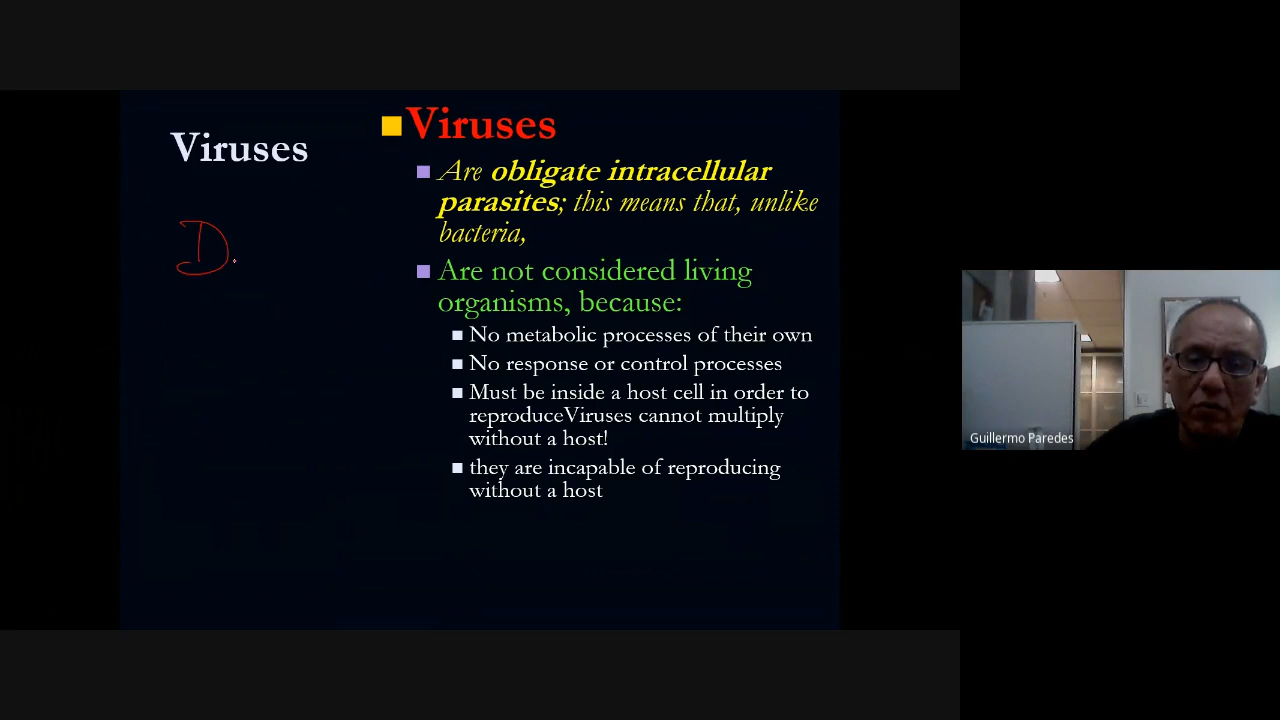 Viruses
D.
Viruses
Are obligate intracellular
parasites; this means that, unlike
bacteria,
Are not considered living
organisms, because:
No metabolic processes of their own
No response or control processes
Must be inside a host cell in order to
reproduceViruses cannot multiply
without a host!
they are incapable of reproducing
without a host
Guillermo Paredes